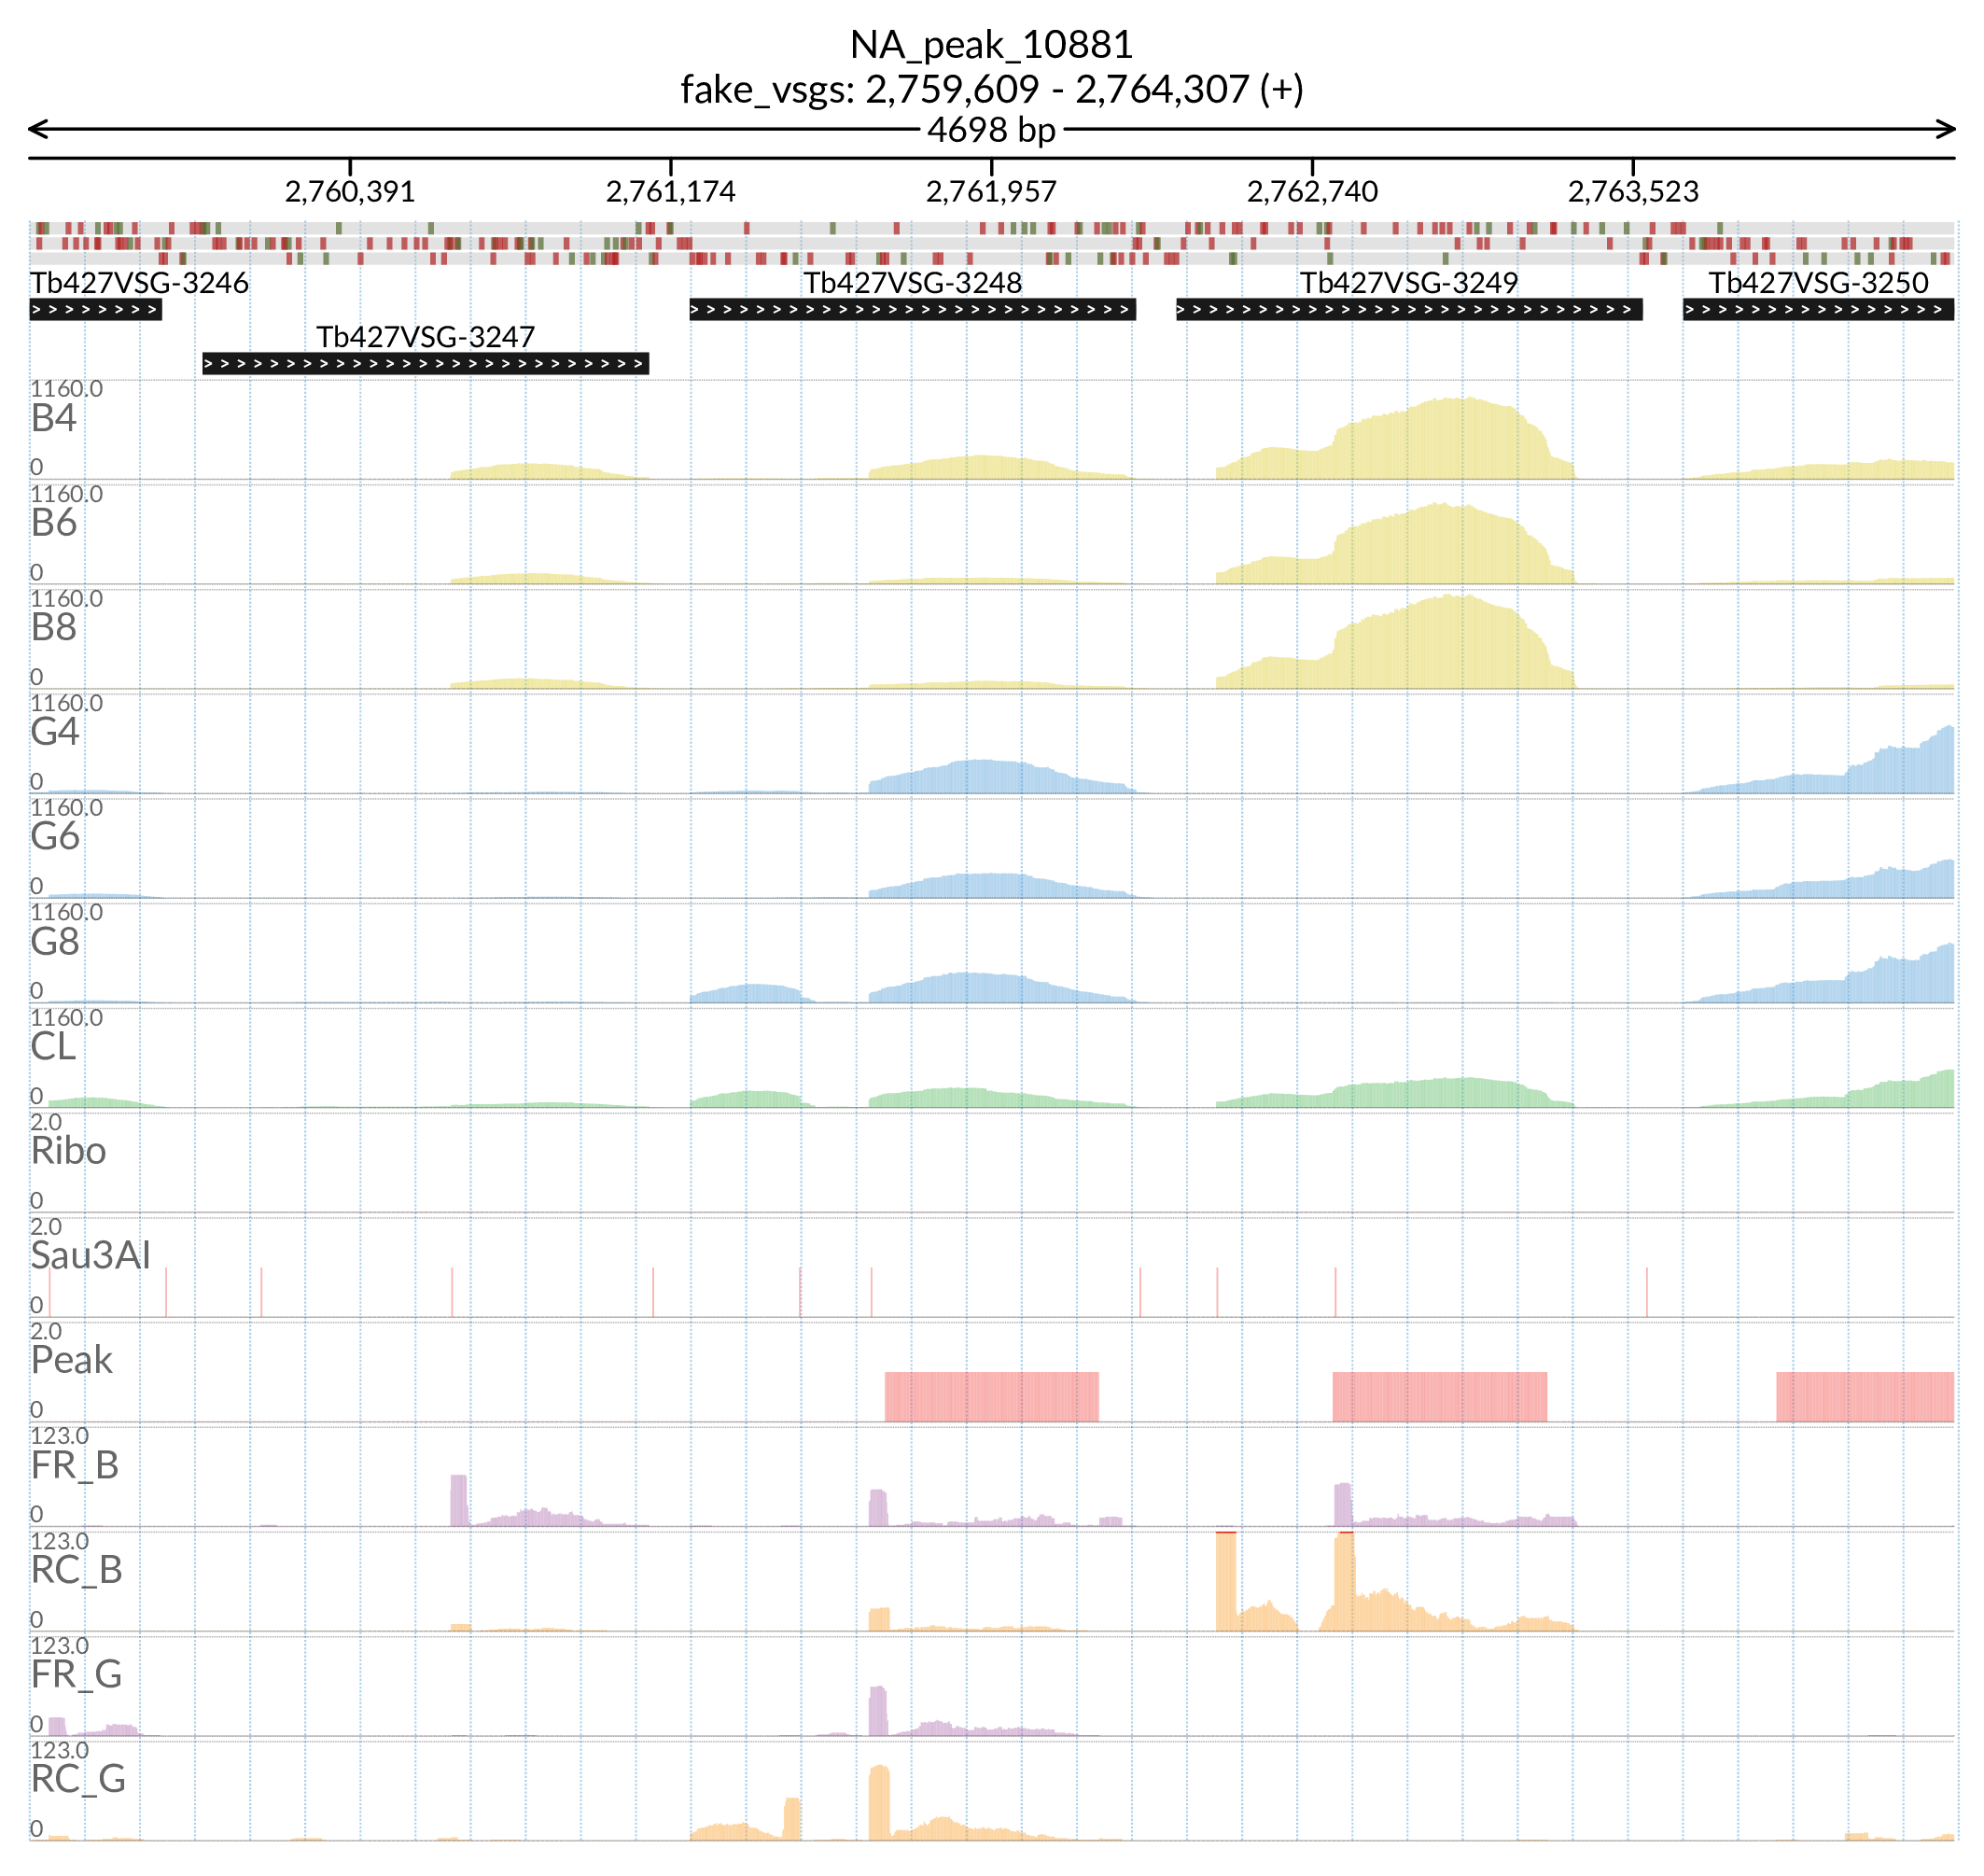 NA_peak_10881
fake_vsgs: 2,759,609 - 2,764,307 (+)
4698 bp
2,760,391 2,761,174 2,761,957 2,762,740 2,763,523
Tb427VSG-3246 Tb427VSG-3248 Tb427VSG-3249 Tb427VSG-3250
Tb427VSG-3247
1160.0
B4
0
1160.0
B6
0
1160.0
B8
0
1160.0
G4
0
1160.0
G6
0
1160.0
G8
0
1160.0
CL
0
2.0
Ribo
0
2.0
Sau3AI
0
2.0
Peak
0
123.0
FR_B
0
123.0
RC_B
0
123.0
FR_G
0
123.0
RC_G
0